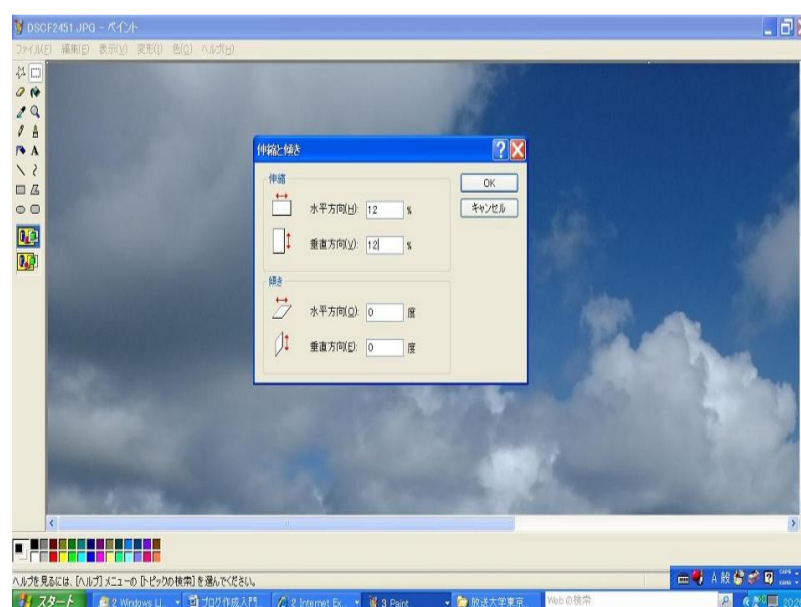 DSCF2451.JPG - ペイント
ファイル(F) 編集(E) 表示(V) 変形(I) 色(C) ヘルプ(H)
A
伸縮と傾き
伸縮
水平方向(H): 12 %
垂直方向(V): 12 %
OK
キャンセル
傾き
水平方向(O): 0 度
垂直方向(E): 0 度
ヘルプを見るには、[ヘルプ] メニューの [トピックの検索] を選んでください。
A 般
CAPS
KANA
スタート 2 Windows Li... ブログ作成入門 2 Internet Ex... 3 Paint 放送大学東京 Web の検索